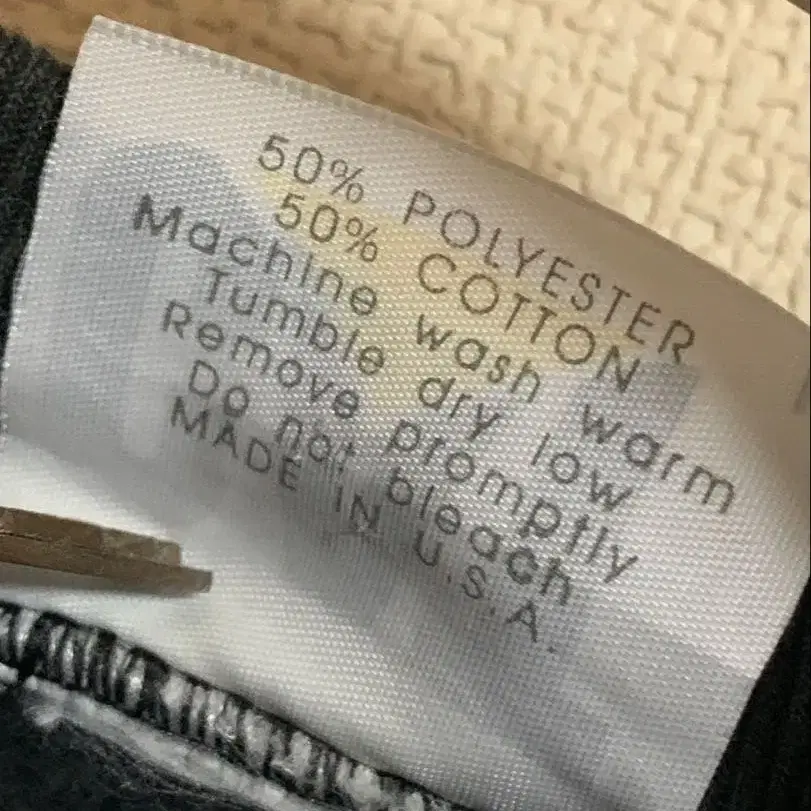 50% POLYESTER
50% COTTON
Machine wash warm
Tumble dry low
Remove promptly
Do not bleach
MADE IN U.S.A.